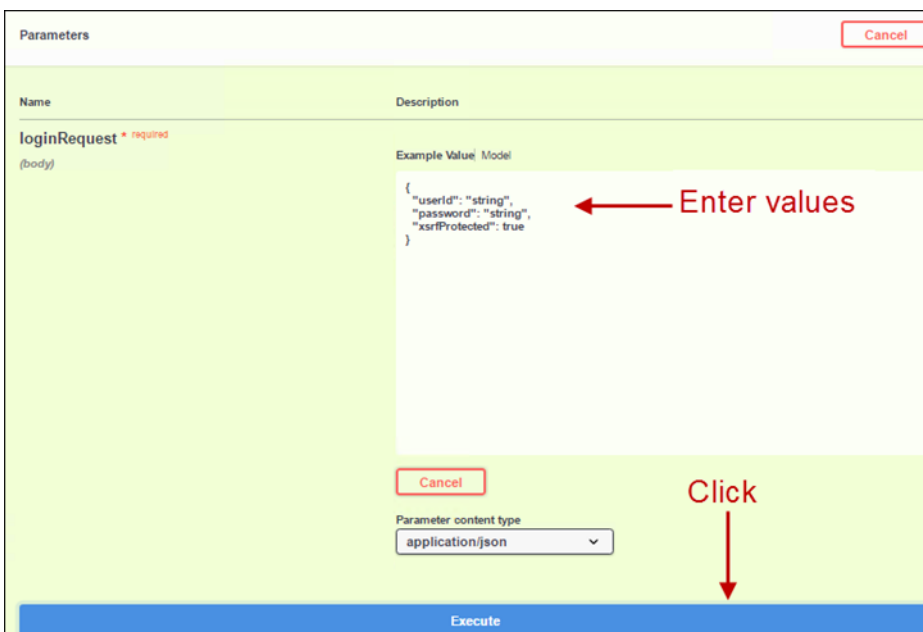 Parameters
Cancel
Name
Description
loginRequest * required
(body)
Example Value Model
{
"userId": "string",
"password": "string",
"xsrfProtected": true
}
Enter values
Cancel
Click
Parameter content type
application/json
Execute